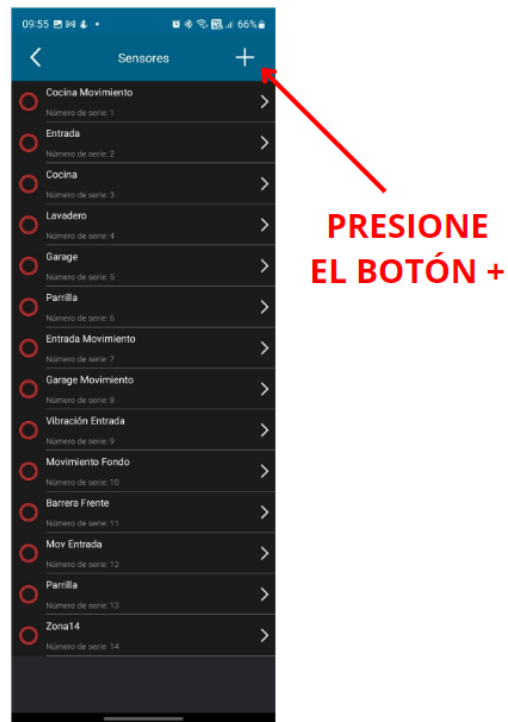 09:55 66%
Sensores
Cocina Movimiento
Número de serie: 1
Entrada
Número de serie: 2
Cocina
Número de serie: 3
Lavadero
Número de serie: 4
Garage
Número de serie: 5
Parrilla
Número de serie: 6
Entrada Movimiento
Número de serie: 7
Garage Movimiento
Número de serie: 8
Vibración Entrada
Número de serie: 9
Movimiento Fondo
Número de serie: 10
Barrera Frente
Número de serie: 11
Mov Entrada
Número de serie: 12
Parrilla
Número de serie: 13
Zona14
Número de serie: 14
PRESIONE
EL BOTÓN +